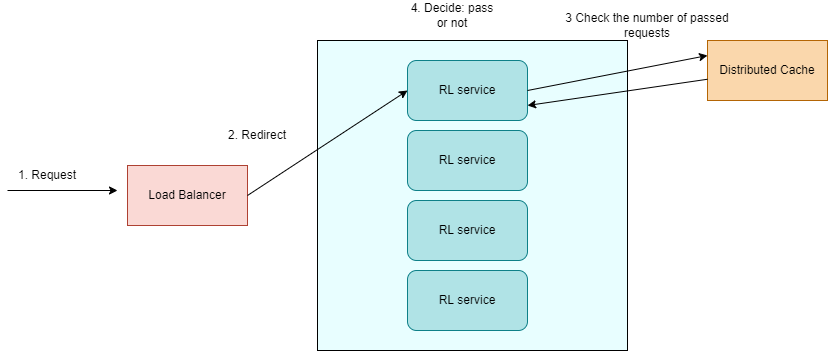 4. Decide: pass
or not
3 Check the number of passed
requests
RL service
Distributed Cache
2. Redirect
RL service
1. Request
Load Balancer
RL service
RL service